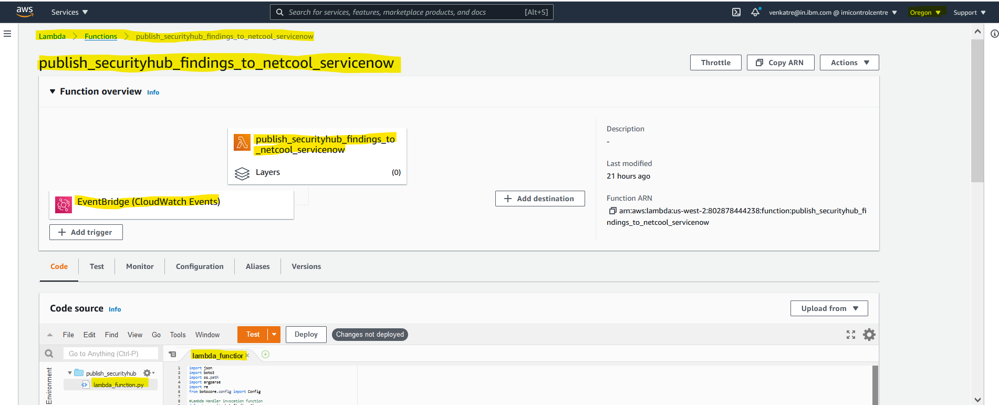 aws
Services
Search for services, features, marketplace products, and docs [Alt+S]
venkatre@in.ibm.com @ imicontrolcentre
Oregon
Support
Lambda
Functions
publish_securityhub_findings_to_netcool_servicenow
publish_securityhub_findings_to_netcool_servicenow
Throttle
Copy ARN
Actions
Function overview Info
publish_securityhub_findings_to
_netcool_servicenow
Layers (0)
EventBridge (CloudWatch Events)
+ Add trigger
+ Add destination
Description
-
Last modified
21 hours ago
Function ARN
arn:aws:lambda:us-west-2:802878444238:function:publish_securityhub_fi
ndings_to_netcool_servicenow
Code Test Monitor Configuration Aliases Versions
Code source Info
Upload from
File Edit Find View Go Tools Window
Test
Deploy
Changes not deployed
Go to Anything (Ctrl-P)
Environment
publish_securityhub
lambda_function.py
lambda_function ×
1 import json
2 import boto3
3 import os.path
4 import argparse
5 import re
6 from botocore.config import Config
7
8 #Lambda Handler invocation function